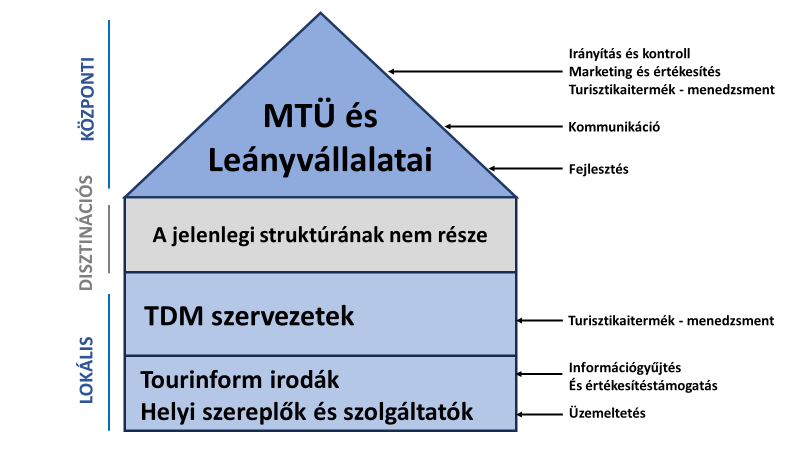 KÖZPONTI
MTÜ és
Leányvállalatai
Irányítás és kontroll
Marketing és értékesítés
Turisztikaitermék - menedzsment
Kommunikáció
Fejlesztés
DISZTINÁCIÓS
A jelenlegi struktúrának nem része
LOKÁLIS
TDM szervezetek
Turisztikaitermék - menedzsment
Tourinform irodák
Helyi szereplők és szolgáltatók
Információgyűjtés
És értékesítéstámogatás
Üzemeltetés